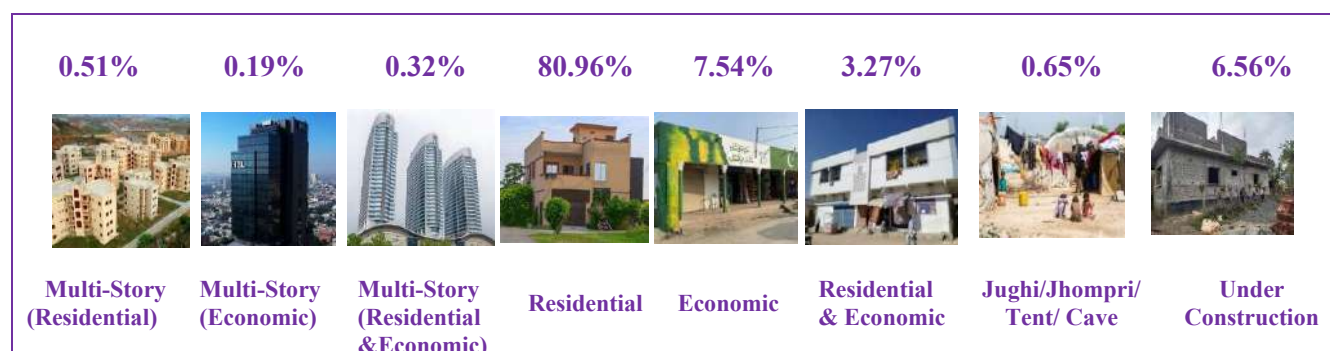 0.51% 0.19% 0.32% 80.96% 7.54% 3.27% 0.65% 6.56%
Multi-Story (Residential)
Multi-Story (Economic)
Multi-Story (Residential &Economic)
Residential
Economic
Residential & Economic
Jughi/Jhompri/ Tent/ Cave
Under Construction